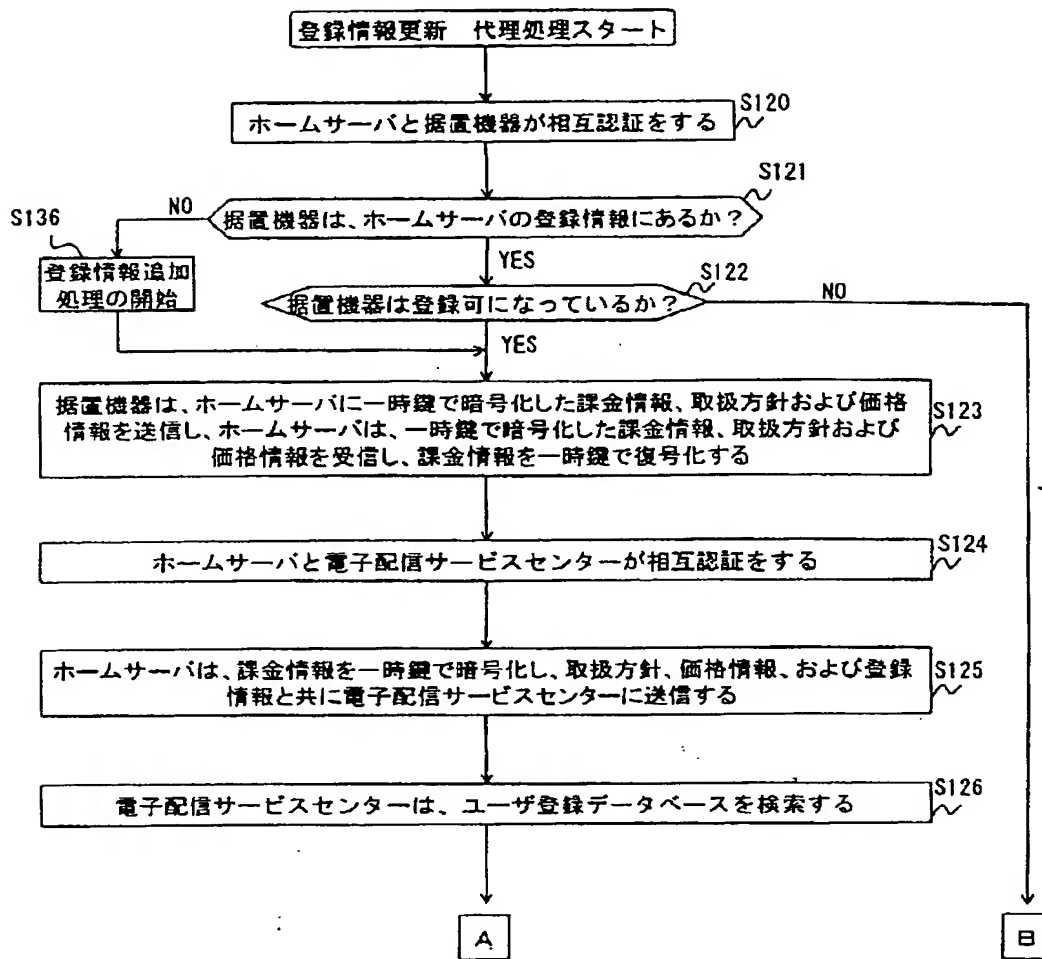 登録情報更新　代理処理スタート
S120
ホームサーバと据置機器が相互認証をする
S121
据置機器は、ホームサーバの登録情報にあるか？
NO
S136
登録情報追加
処理の開始
YES
S122
据置機器は登録可になっているか？
NO
YES
据置機器は、ホームサーバに一時鍵で暗号化した課金情報、取扱方針および価格
情報を送信し、ホームサーバは、一時鍵で暗号化した課金情報、取扱方針および
価格情報を受信し、課金情報を一時鍵で復号化する
S123
S124
ホームサーバと電子配信サービスセンターが相互認証をする
ホームサーバは、課金情報を一時鍵で暗号化し、取扱方針、価格情報、および登録
情報と共に電子配信サービスセンターに送信する
S125
S126
電子配信サービスセンターは、ユーザ登録データベースを検索する
A
B